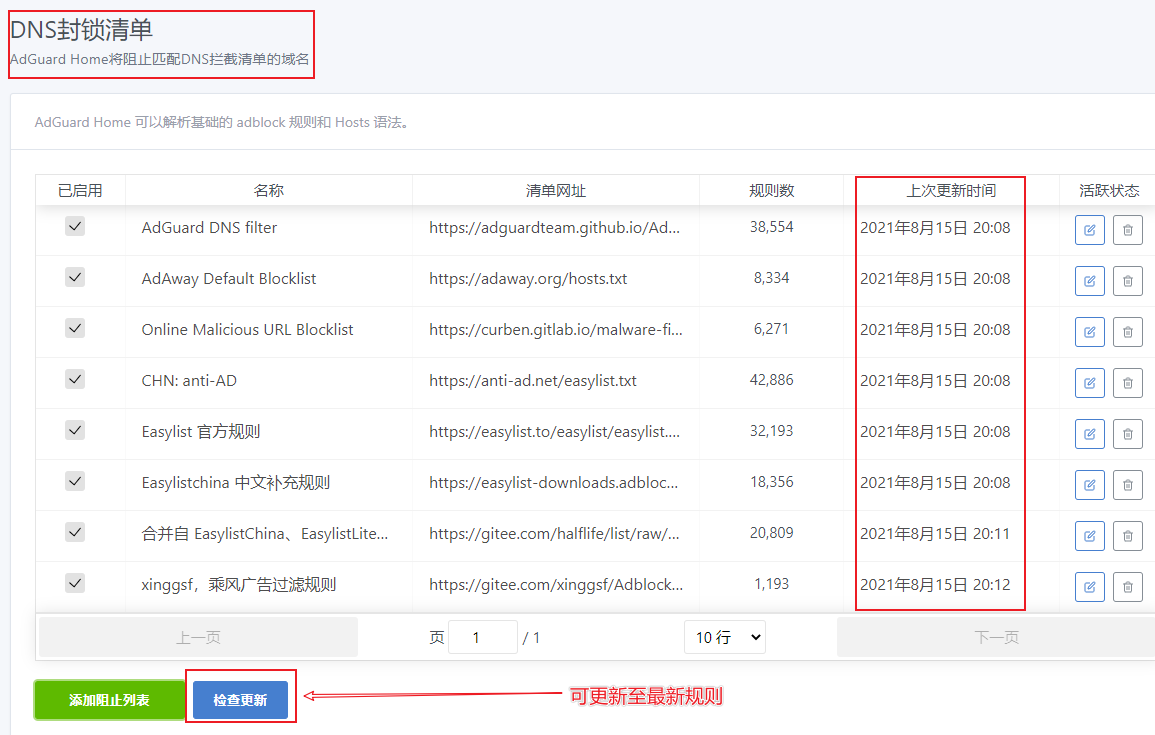 DNS封锁清单
AdGuard Home将阻止匹配DNS拦截清单的域名
AdGuard Home 可以解析基础的 adblock 规则和 Hosts 语法。
已启用 名称 清单网址 规则数 上次更新时间 活跃状态
AdGuard DNS filter https://adguardteam.github.io/Ad... 38,554 2021年8月15日 20:08
AdAway Default Blocklist https://adaway.org/hosts.txt 8,334 2021年8月15日 20:08
Online Malicious URL Blocklist https://curben.gitlab.io/malware-fi... 6,271 2021年8月15日 20:08
CHN: anti-AD https://anti-ad.net/easylist.txt 42,886 2021年8月15日 20:08
Easylist 官方规则 https://easylist.to/easylist/easylist.... 32,193 2021年8月15日 20:08
Easylistchina 中文补充规则 https://easylist-downloads.adbloc... 18,356 2021年8月15日 20:08
合并自 EasylistChina、EasylistLite... https://gitee.com/halflife/list/raw/... 20,809 2021年8月15日 20:11
xinggsf，乘风广告过滤规则 https://gitee.com/xinggsf/Adblock... 1,193 2021年8月15日 20:12
上一页 页 1 / 1 10 行 下一页
添加阻止列表 检查更新 可更新至最新规则